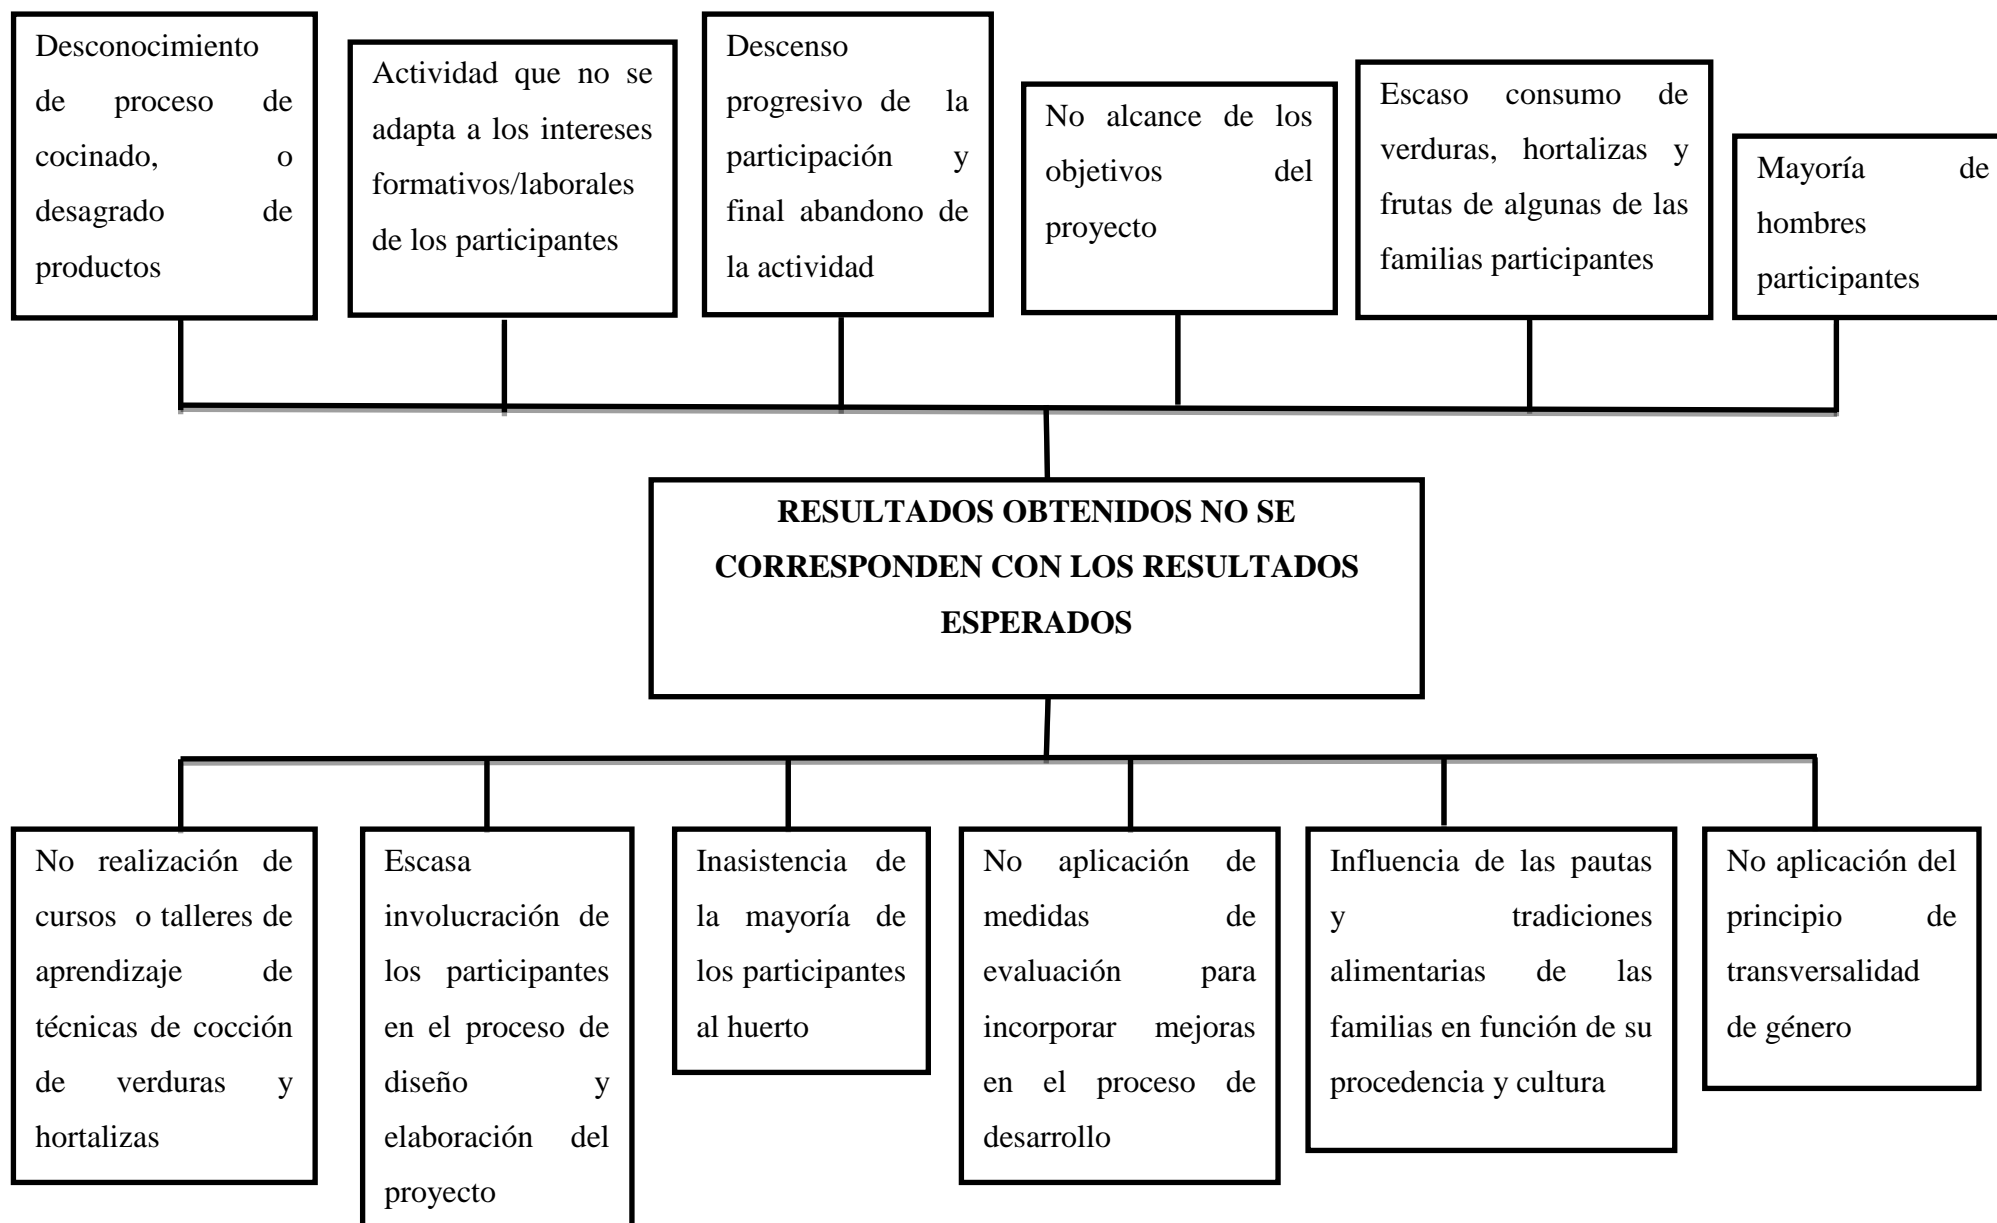 Desconocimiento
de proceso de
cocinado, o
desagrado de
productos
Actividad que no se
adapta a los intereses
formativos/laborales
de los participantes
Descenso
progresivo de la
participación y
final abandono de
la actividad
No alcance de los
objetivos del
proyecto
Escaso consumo de
verduras, hortalizas y
frutas de algunas de las
familias participantes
Mayoría de
hombres
participantes
RESULTADOS OBTENIDOS NO SE
CORRESPONDEN CON LOS RESULTADOS
ESPERADOS
No realización de
cursos o talleres de
aprendizaje de
técnicas de cocción
de verduras y
hortalizas
Escasa
involucración de
los participantes
en el proceso de
diseño y
elaboración del
proyecto
Inasistencia de
la mayoría de
los participantes
al huerto
No aplicación de
medidas de
evaluación para
incorporar mejoras
en el proceso de
desarrollo
Influencia de las pautas
y tradiciones
alimentarias de las
familias en función de su
procedencia y cultura
No aplicación del
principio de
transversalidad
de género